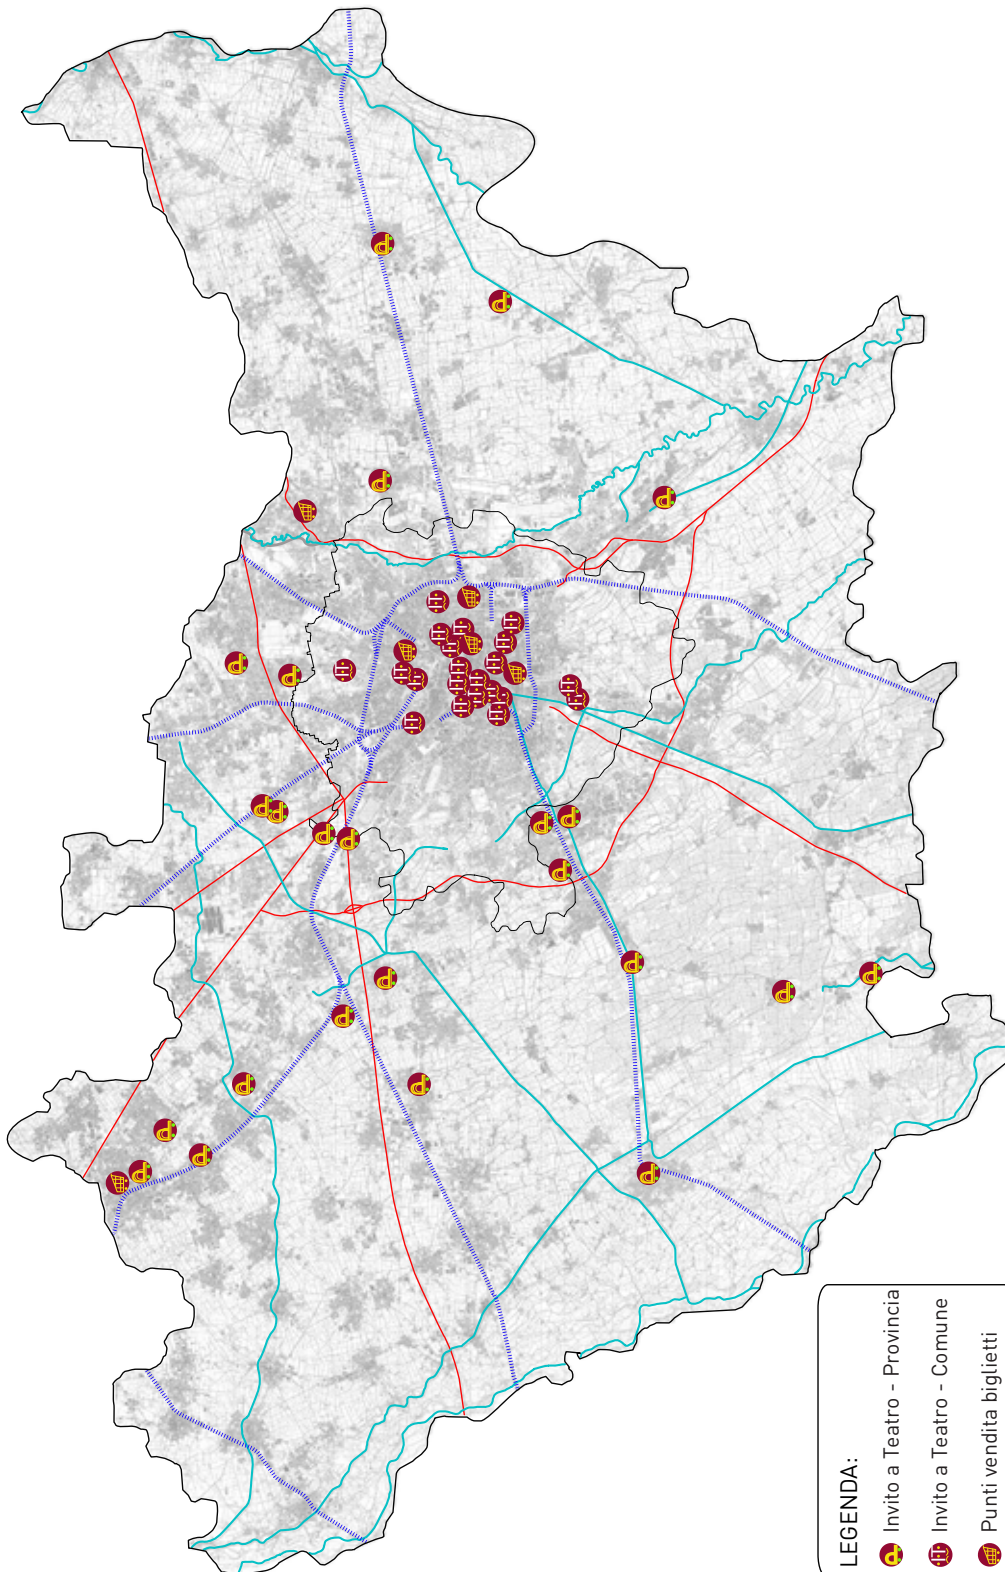 LEGENDA:
Invito a Teatro - Provincia
Invito a Teatro - Comune
Punti vendita biglietti